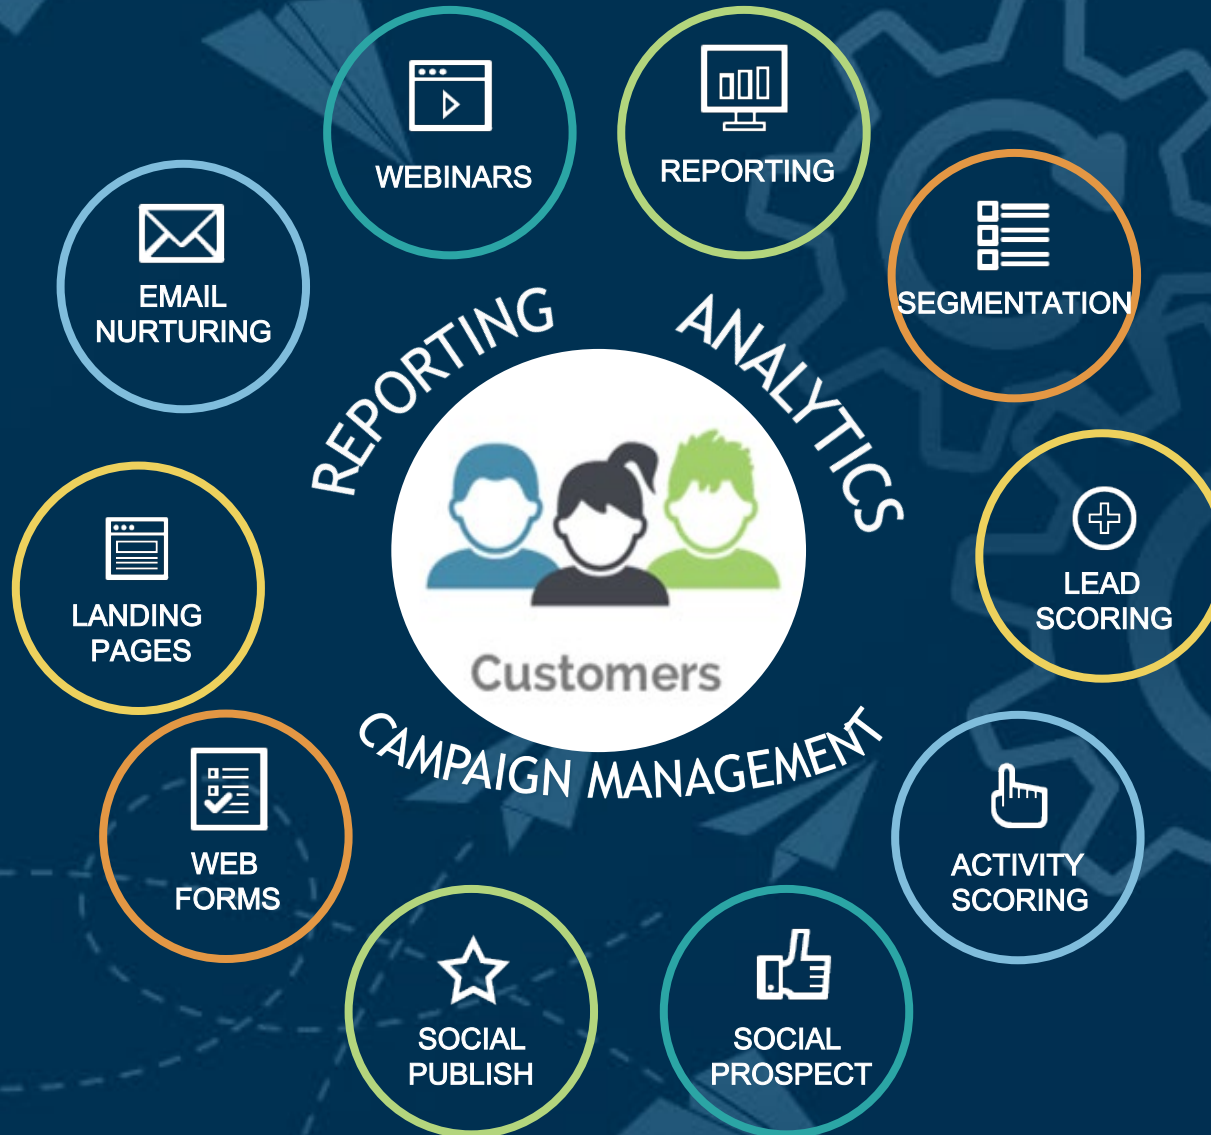 WEBINARS
REPORTING
SEGMENTATION
EMAIL
NURTURING
REPORTING
ANALYTICS
LANDING
PAGES
LEAD
SCORING
Customers
CAMPAIGN MANAGEMENT
WEB
FORMS
ACTIVITY
SCORING
SOCIAL
PUBLISH
SOCIAL
PROSPECT